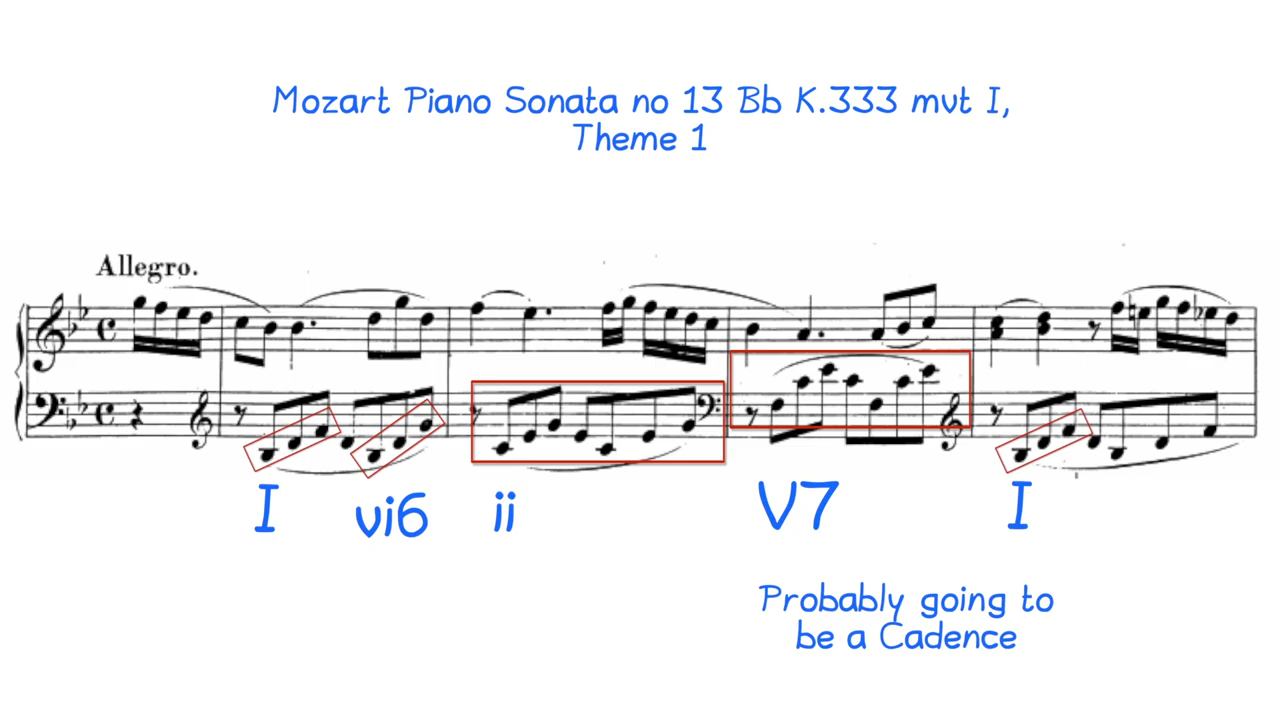 Mozart Piano Sonata no 13 Bb K.333 mvt I,
Theme 1
Allegro.
I vi6 ii V7 I
Probably going to
be a Cadence